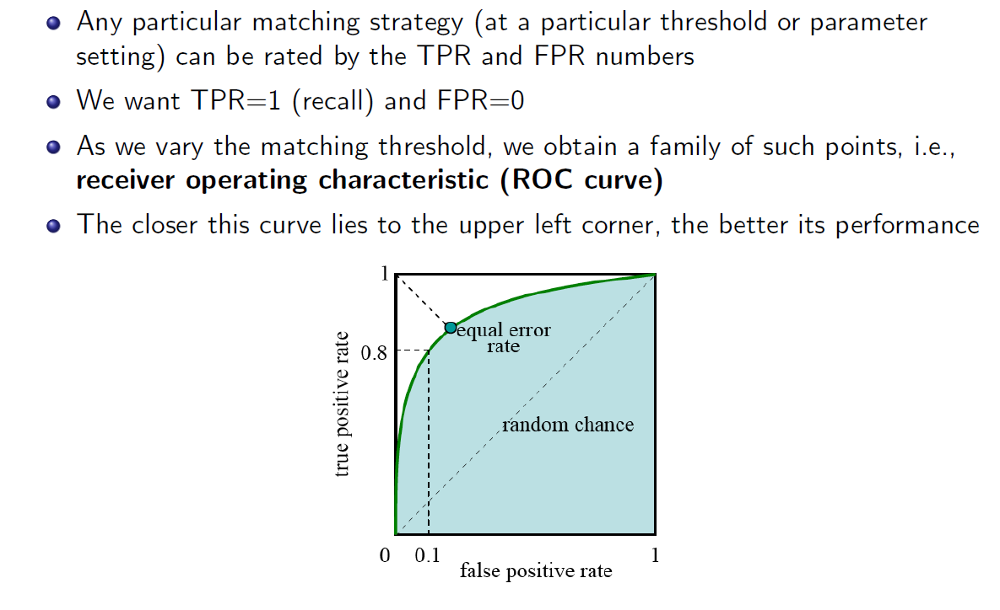 Any particular matching strategy (at a particular threshold or parameter
setting) can be rated by the TPR and FPR numbers
We want TPR=1 (recall) and FPR=0
As we vary the matching threshold, we obtain a family of such points, i.e.,
receiver operating characteristic (ROC curve)
The closer this curve lies to the upper left corner, the better its performance
1
equal error
rate
0.8
true positive rate
random chance
0 0.1 1
false positive rate